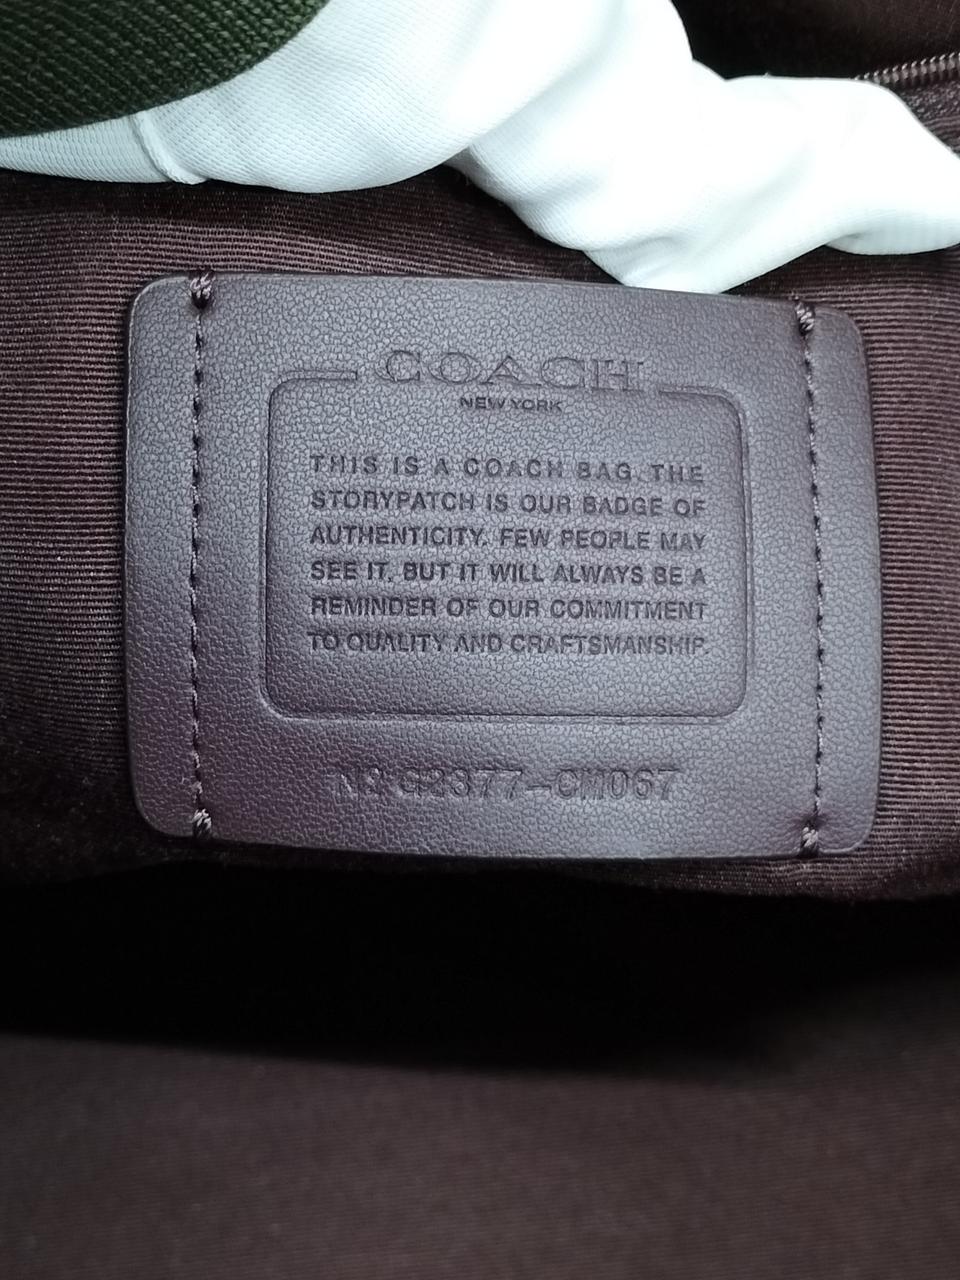 COACH
NEW YORK
THIS IS A COACH BAG. THE
STORYPATCH IS OUR BADGE OF
AUTHENTICITY. FEW PEOPLE MAY
SEE IT, BUT IT WILL ALWAYS BE A
REMINDER OF OUR COMMITMENT
TO QUALITY AND CRAFTSMANSHIP.
Nº G2377-CM067